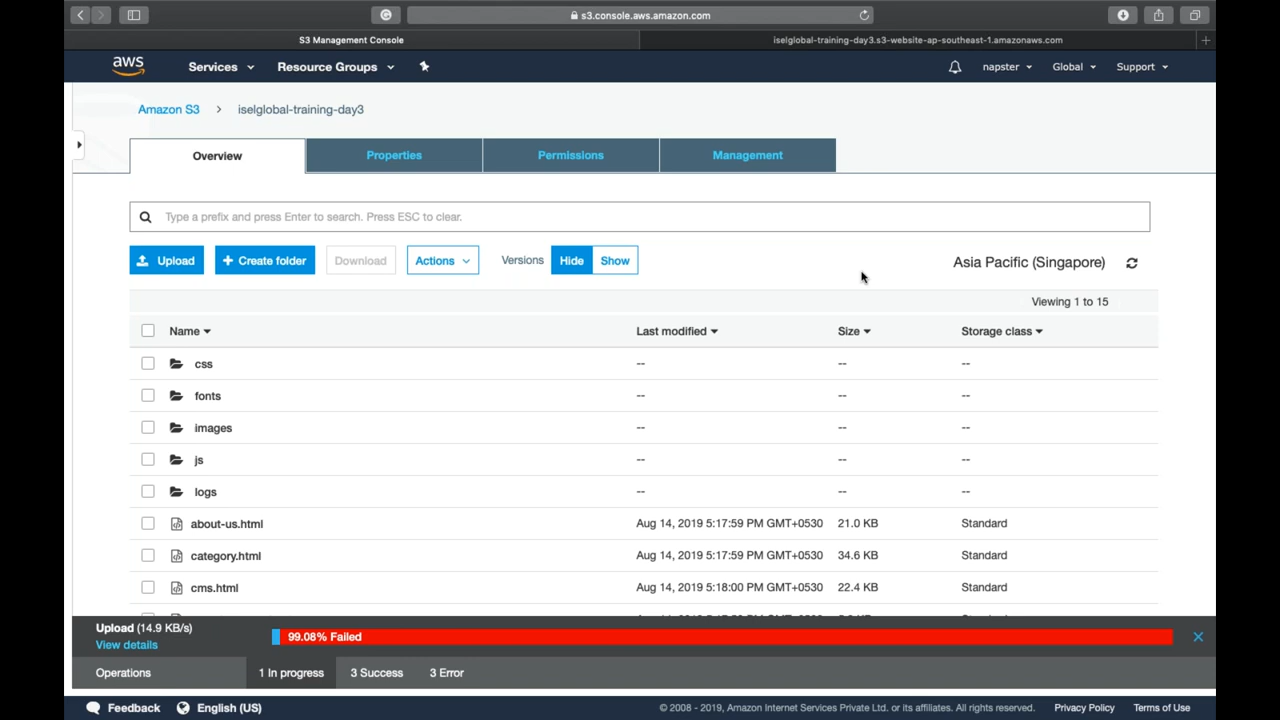 s3.console.aws.amazon.com
S3 Management Console
iselglobal-training-day3.s3-website-ap-southeast-1.amazonaws.com
aws Services Resource Groups napster Global Support
Amazon S3 > iselglobal-training-day3
Overview Properties Permissions Management
Type a prefix and press Enter to search. Press ESC to clear.
Upload + Create folder Download Actions Versions Hide Show Asia Pacific (Singapore)
Viewing 1 to 15
Name Last modified Size Storage class
css -- -- --
fonts -- -- --
images -- -- --
js -- -- --
logs -- -- --
about-us.html Aug 14, 2019 5:17:59 PM GMT+0530 21.0 KB Standard
category.html Aug 14, 2019 5:17:59 PM GMT+0530 34.6 KB Standard
cms.html Aug 14, 2019 5:18:00 PM GMT+0530 22.4 KB Standard
Upload (14.9 KB/s) 99.08% Failed
View details
Operations 1 In progress 3 Success 3 Error
Feedback English (US) © 2008 - 2019, Amazon Internet Services Private Ltd. or its affiliates. All rights reserved. Privacy Policy Terms of Use